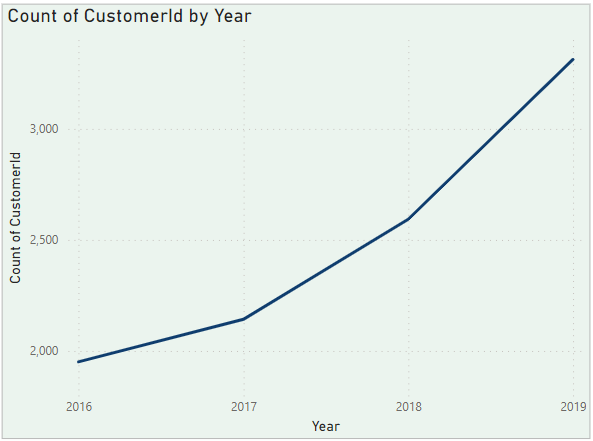 Count of CustomerId by Year
Count of CustomerId
3,000
2,500
2,000
2016 2017 2018 2019
Year